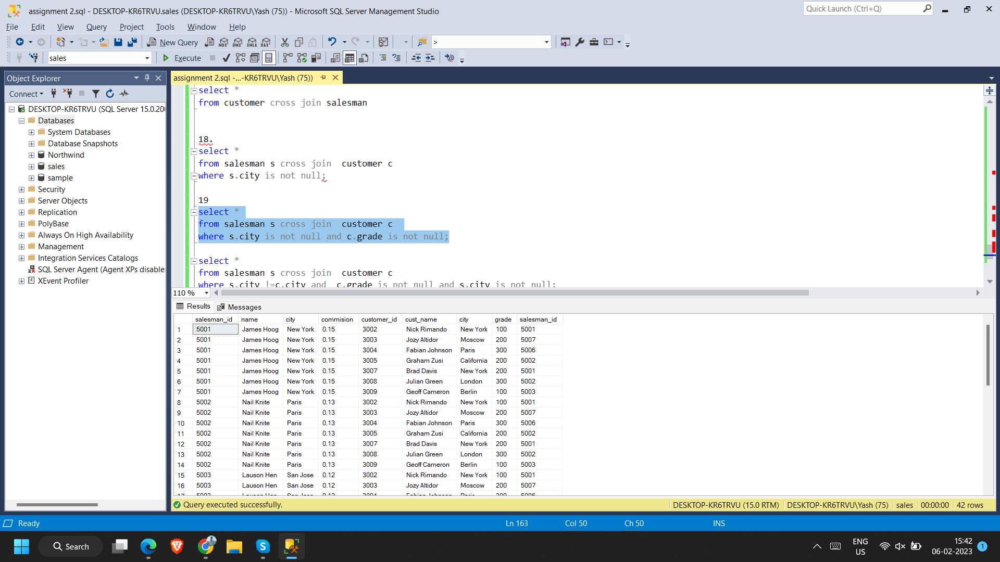 assignment 2.sql - DESKTOP-KR6TRVU.sales (DESKTOP-KR6TRVU\Yash (75)) - Microsoft SQL Server Management Studio
Quick Launch (Ctrl+Q)
File Edit View Query Project Tools Window Help
New Query MDX DMX XMLA DAX >
sales Execute
Object Explorer
assignment 2.sql -...-KR6TRVU\Yash (75))
Connect
DESKTOP-KR6TRVU (SQL Server 15.0.200
Databases
System Databases
Database Snapshots
Northwind
sales
sample
Security
Server Objects
Replication
PolyBase
Always On High Availability
Management
Integration Services Catalogs
SQL Server Agent (Agent XPs disable
XEvent Profiler
select *
from customer cross join salesman
18.
select *
from salesman s cross join  customer c
where s.city is not null;
19
select *
from salesman s cross join  customer c
where s.city is not null and c.grade is not null;
select *
from salesman s cross join  customer c
where s.city !=c.city and  c.grade is not null and s.city is not null;
110 %
Results Messages
salesman_id name city commision customer_id cust_name city grade salesman_id
1 5001 James Hoog New York 0.15 3002 Nick Rimando New York 100 5001
2 5001 James Hoog New York 0.15 3003 Jozy Altidor Moscow 200 5007
3 5001 James Hoog New York 0.15 3004 Fabian Johnson Paris 300 5006
4 5001 James Hoog New York 0.15 3005 Graham Zusi California 200 5002
5 5001 James Hoog New York 0.15 3007 Brad Davis New York 200 5001
6 5001 James Hoog New York 0.15 3008 Julian Green London 300 5002
7 5001 James Hoog New York 0.15 3009 Geoff Cameron Berlin 100 5003
8 5002 Nail Knite Paris 0.13 3002 Nick Rimando New York 100 5001
9 5002 Nail Knite Paris 0.13 3003 Jozy Altidor Moscow 200 5007
10 5002 Nail Knite Paris 0.13 3004 Fabian Johnson Paris 300 5006
11 5002 Nail Knite Paris 0.13 3005 Graham Zusi California 200 5002
12 5002 Nail Knite Paris 0.13 3007 Brad Davis New York 200 5001
13 5002 Nail Knite Paris 0.13 3008 Julian Green London 300 5002
14 5002 Nail Knite Paris 0.13 3009 Geoff Cameron Berlin 100 5003
15 5003 Lauson Hen San Jose 0.12 3002 Nick Rimando New York 100 5001
16 5003 Lauson Hen San Jose 0.12 3003 Jozy Altidor Moscow 200 5007
17 5003 Lauson Hen San Jose 0.12 3004 Fabian Johnson Paris 300 5006
Query executed successfully. DESKTOP-KR6TRVU (15.0 RTM) DESKTOP-KR6TRVU\Yash (75) sales 00:00:00 42 rows
Ready Ln 163 Col 50 Ch 50 INS
Search
ENG
US
15:42
06-02-2023
1